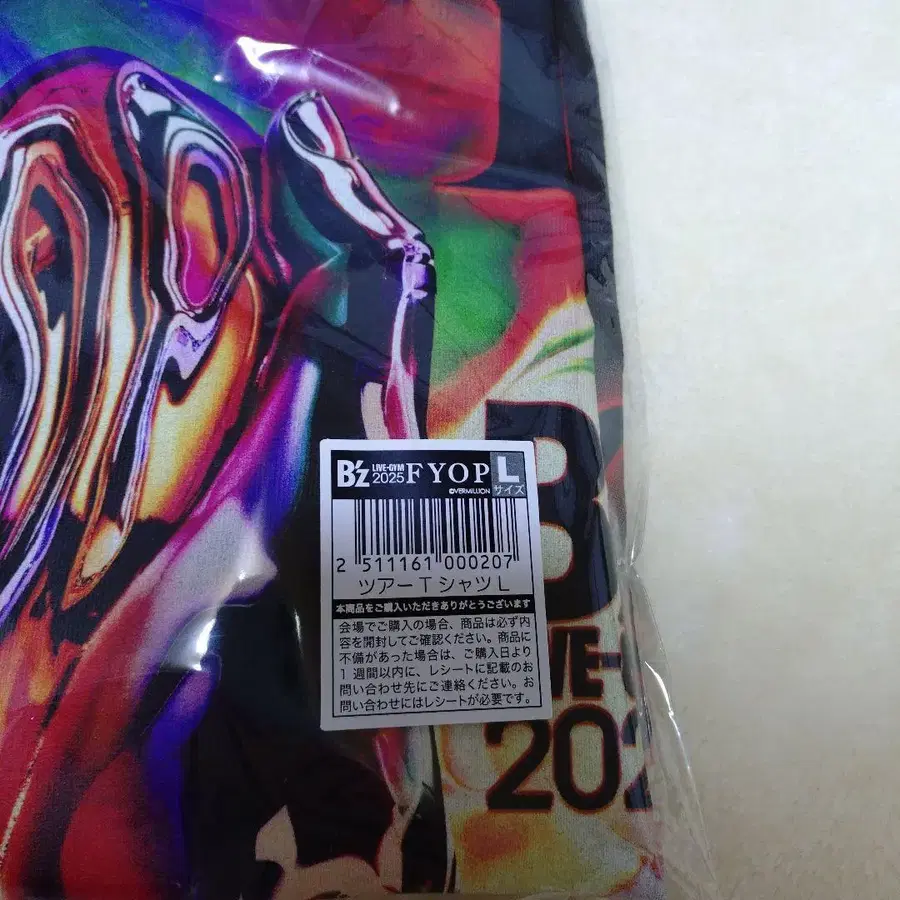 B'z LIVE-GYM 2025 FYOP L サイズ
©VERMILLION
2 511161 000207
ツアーTシャツL
本商品をご購入いただきありがとうございます
会場でご購入の場合、商品は必ず内
容を開封してご確認ください。商品に
不備があった場合は、ご購入日より
1週間以内に、レシートに記載のお
問い合わせ先にご連絡ください。お
問い合わせにはレシートが必要です。
B
VE-
202